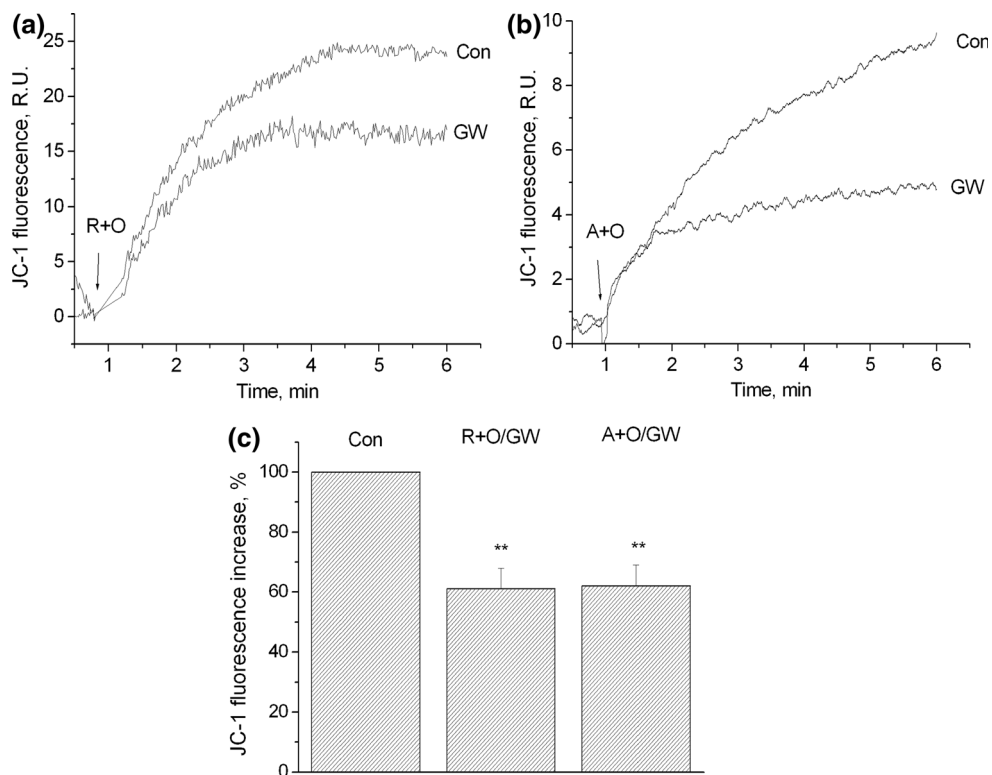 (a)
JC-1 fluorescence, R.U.
25
20
15
10
5
0
Con
GW
R+O
1 2 3 4 5 6
Time, min
(b)
JC-1 fluorescence, R.U.
10
8
6
4
2
0
Con
GW
A+O
1 2 3 4 5 6
Time, min
(c)
JC-1 fluorescence increase, %
Con R+O/GW A+O/GW
100
80
60
40
20
0
** **